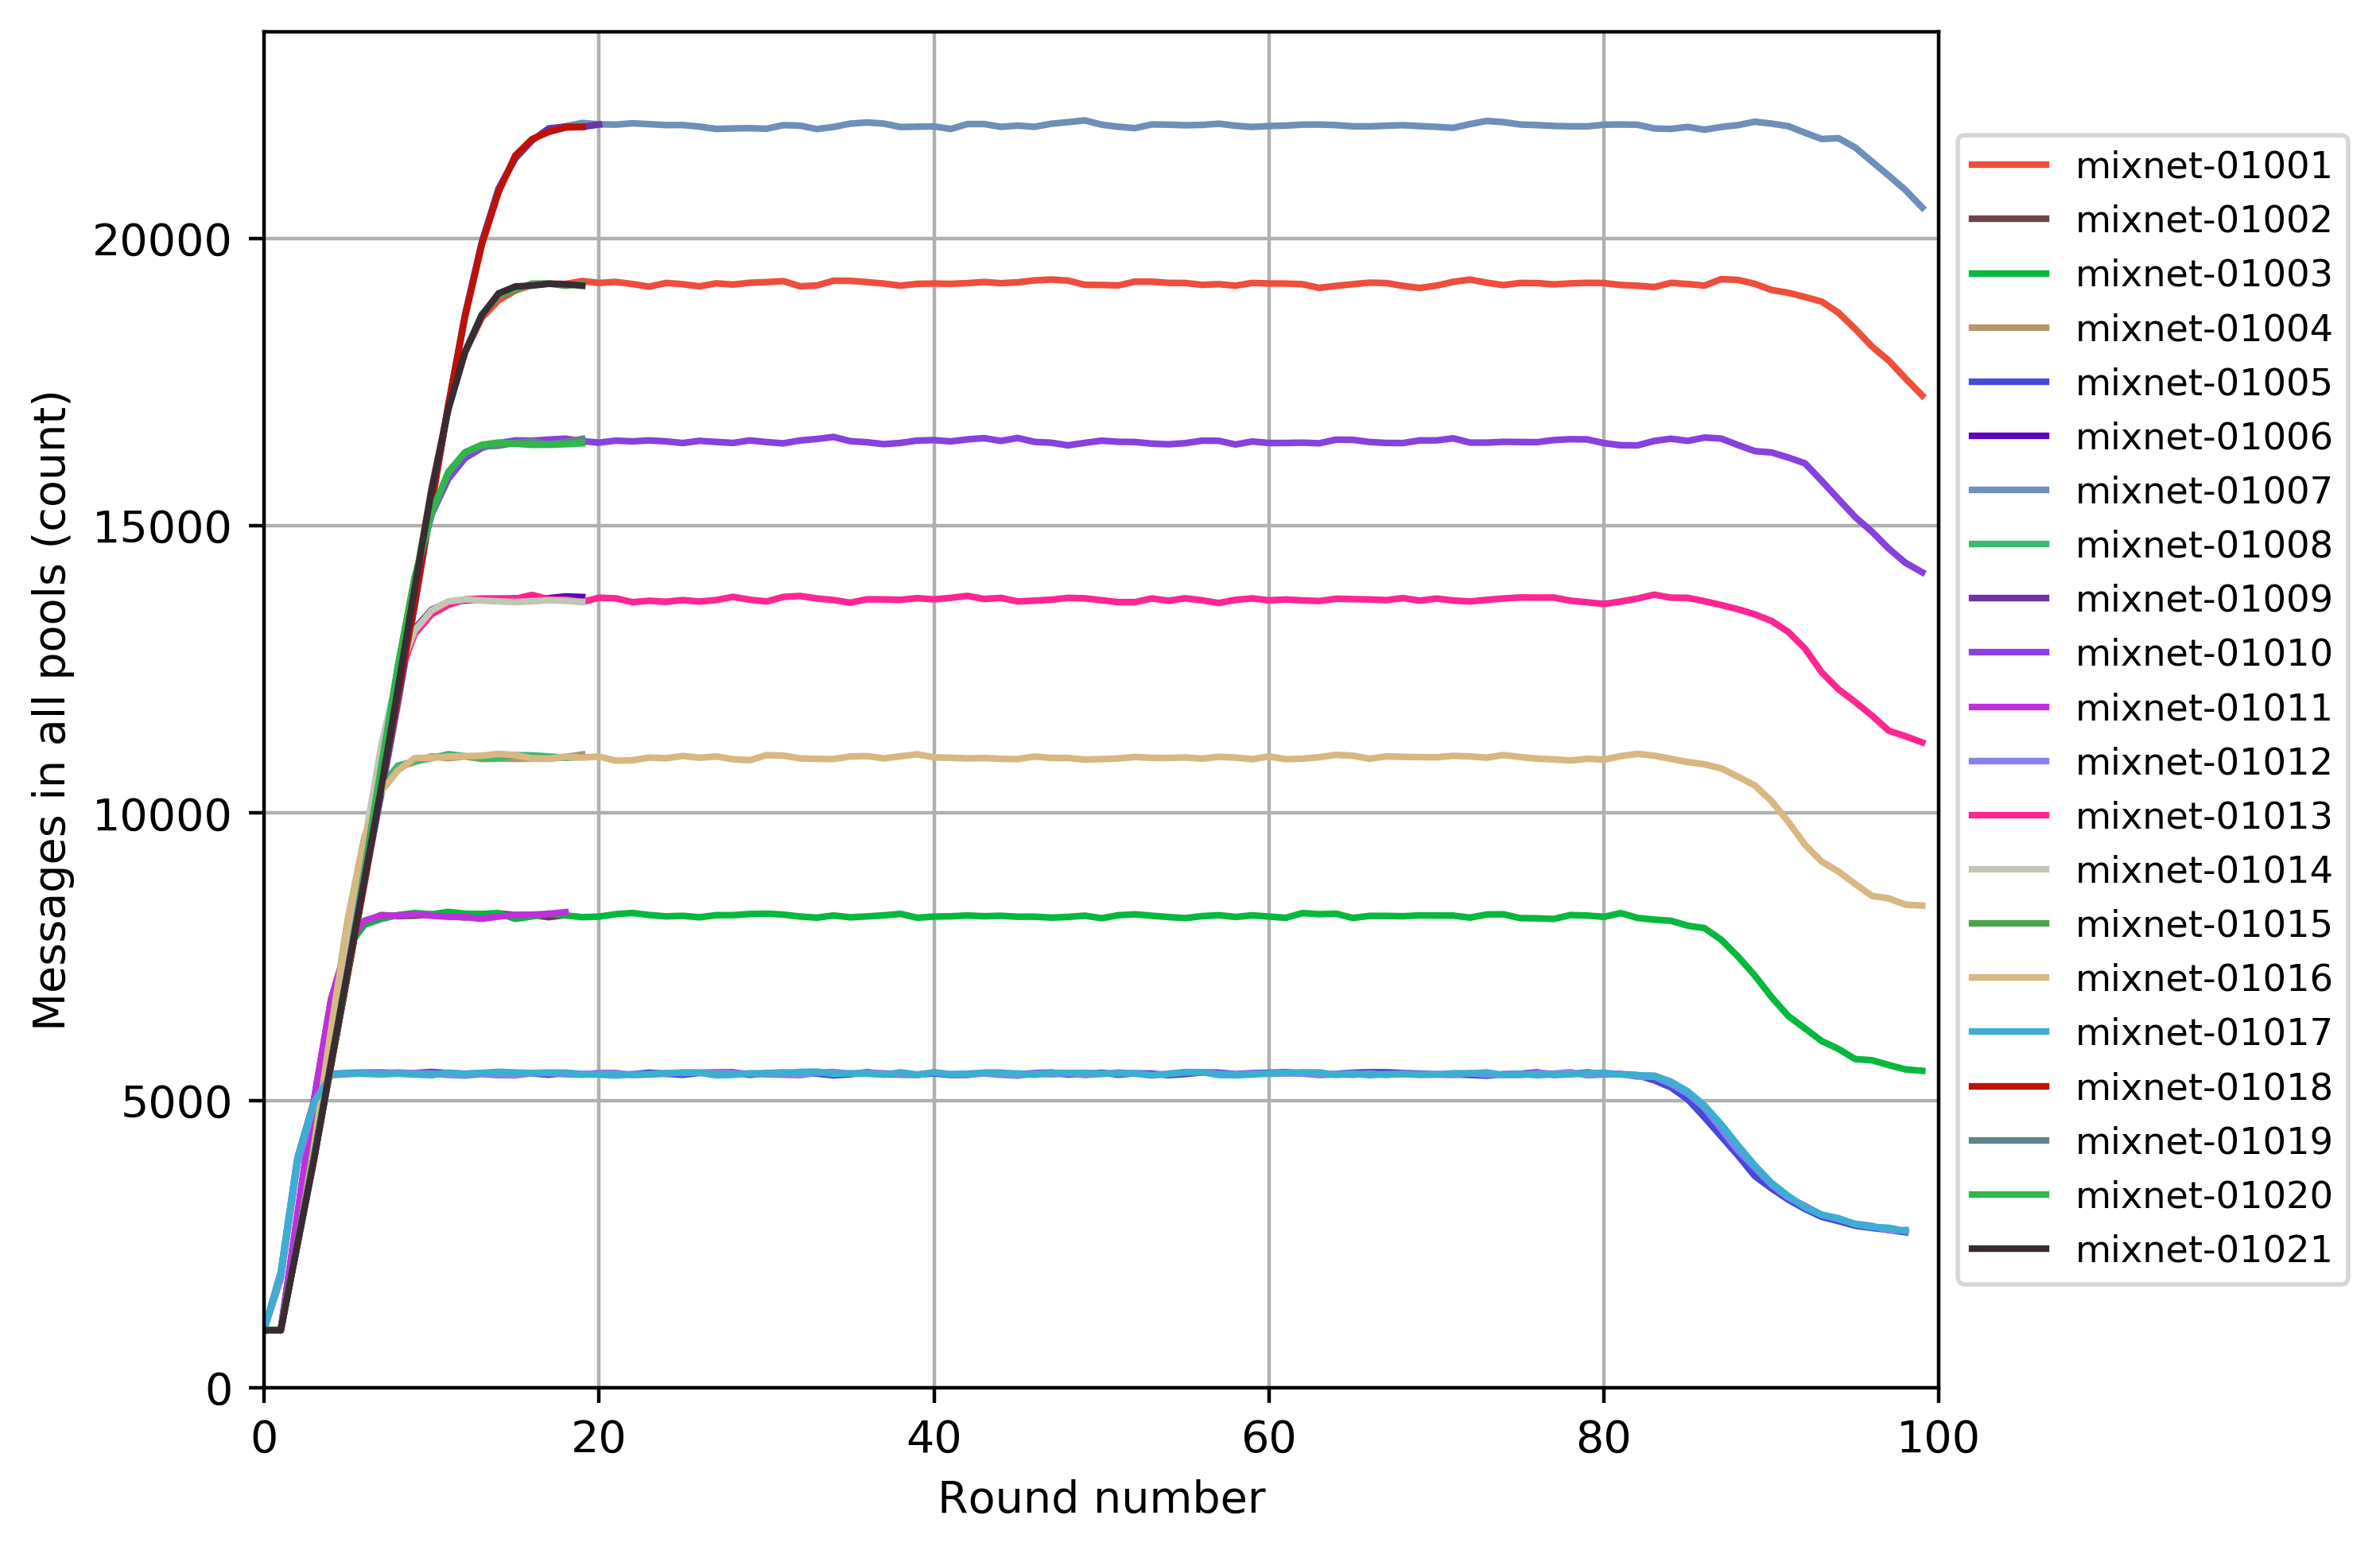 Messages in all pools (count)
20000
15000
10000
5000
0
0 20 40 60 80 100
Round number
mixnet-01001
mixnet-01002
mixnet-01003
mixnet-01004
mixnet-01005
mixnet-01006
mixnet-01007
mixnet-01008
mixnet-01009
mixnet-01010
mixnet-01011
mixnet-01012
mixnet-01013
mixnet-01014
mixnet-01015
mixnet-01016
mixnet-01017
mixnet-01018
mixnet-01019
mixnet-01020
mixnet-01021